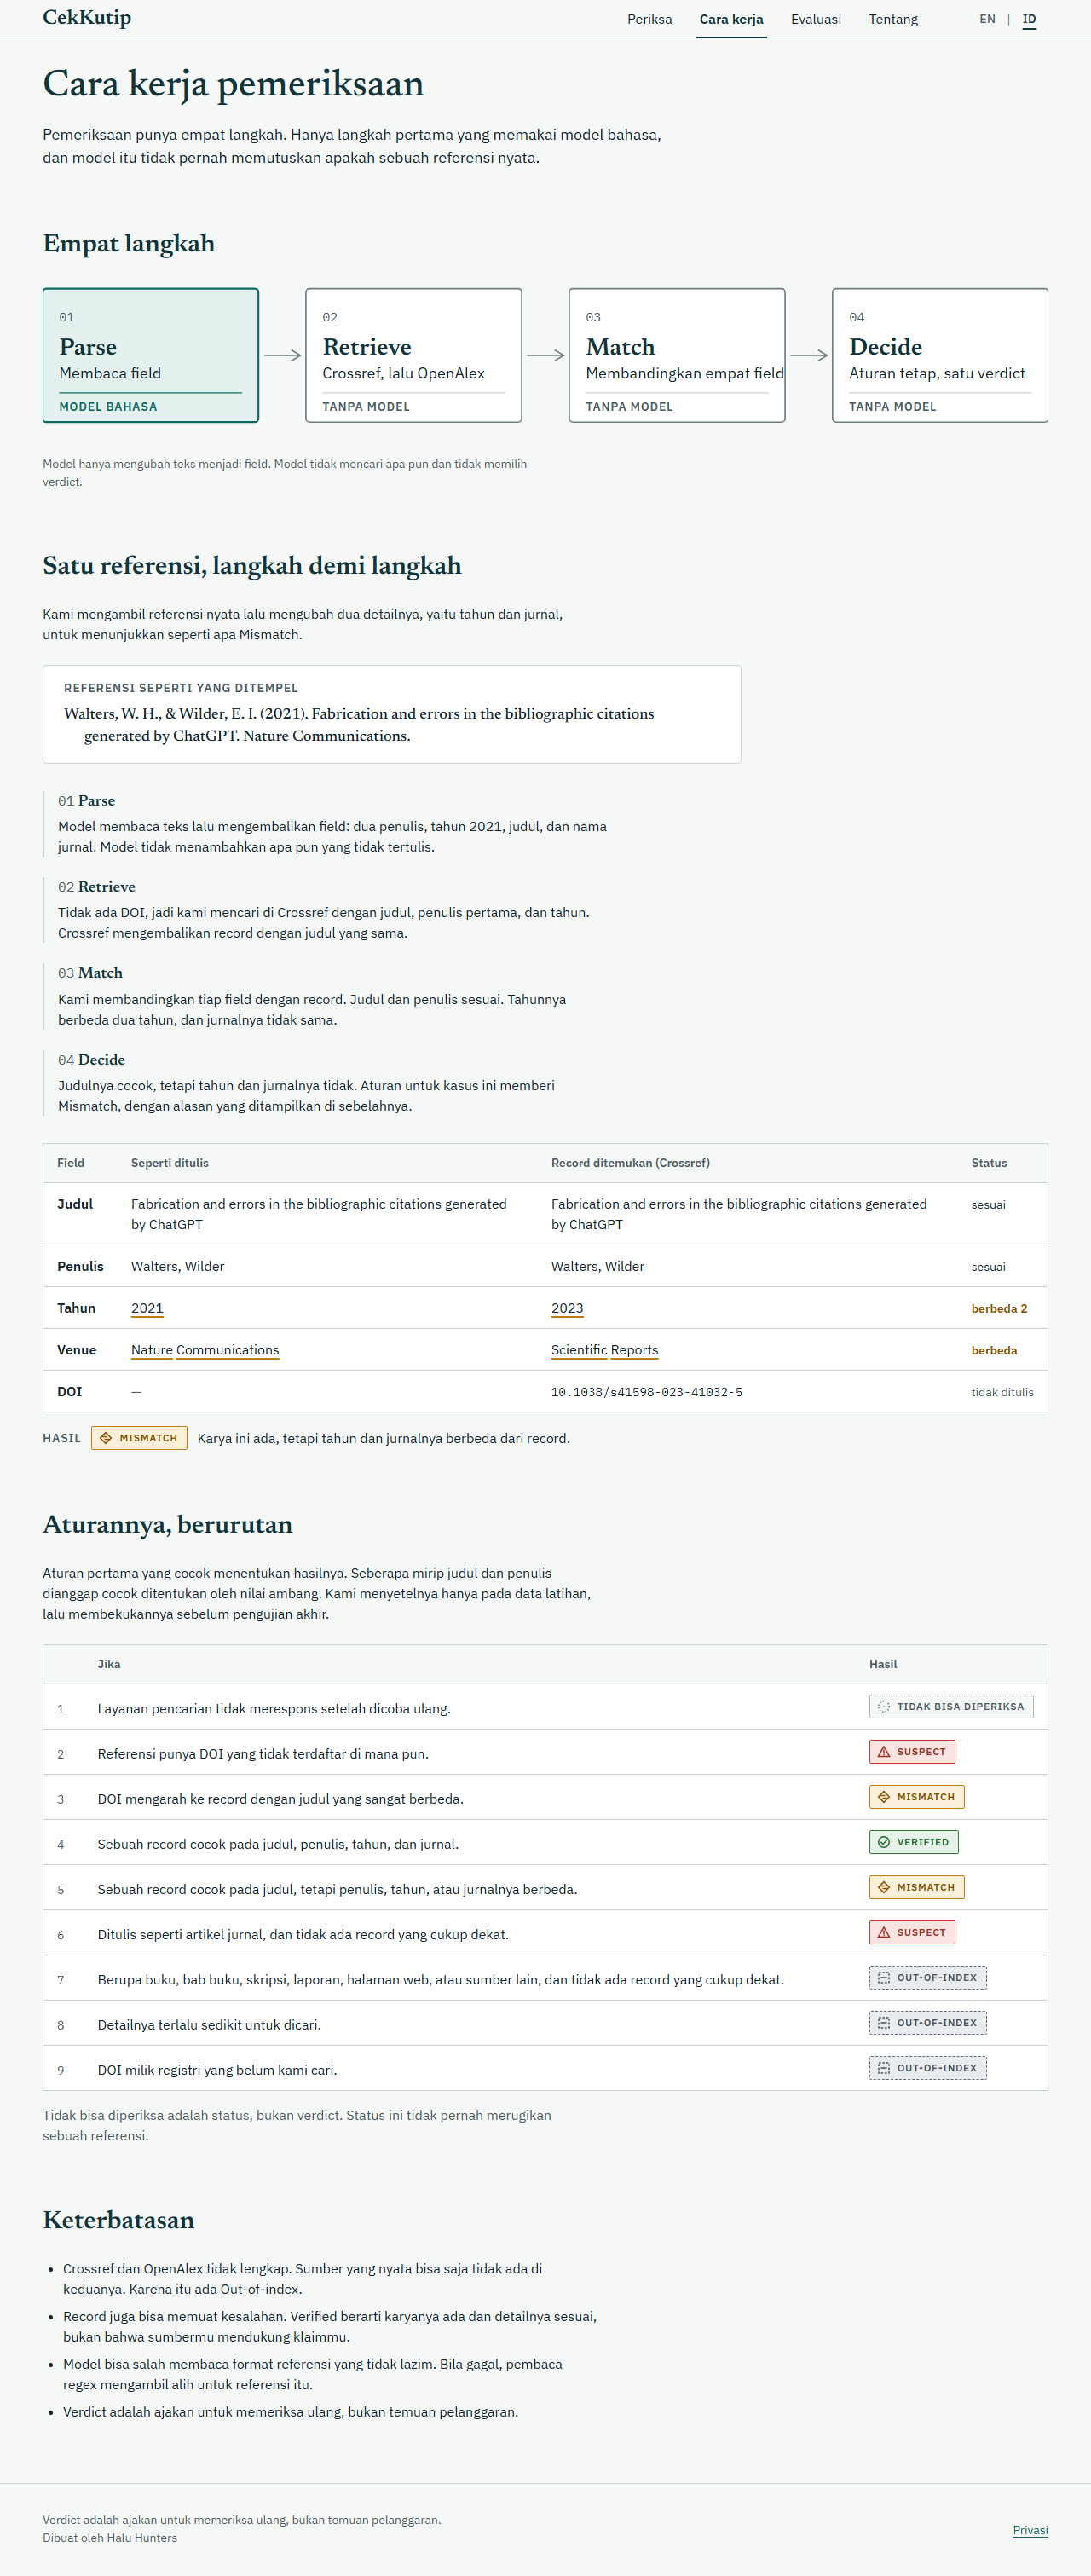 CekKutip
Periksa Cara kerja Evaluasi Tentang EN | ID
Cara kerja pemeriksaan
Pemeriksaan punya empat langkah. Hanya langkah pertama yang memakai model bahasa,
dan model itu tidak pernah memutuskan apakah sebuah referensi nyata.
Empat langkah
01
Parse
Membaca field
MODEL BAHASA
02
Retrieve
Crossref, lalu OpenAlex
TANPA MODEL
03
Match
Membandingkan empat field
TANPA MODEL
04
Decide
Aturan tetap, satu verdict
TANPA MODEL
Model hanya mengubah teks menjadi field. Model tidak mencari apa pun dan tidak memilih
verdict.
Satu referensi, langkah demi langkah
Kami mengambil referensi nyata lalu mengubah dua detailnya, yaitu tahun dan jurnal,
untuk menunjukkan seperti apa Mismatch.
REFERENSI SEPERTI YANG DITEMPEL
Walters, W. H., & Wilder, E. I. (2021). Fabrication and errors in the bibliographic citations
generated by ChatGPT. Nature Communications.
01 Parse
Model membaca teks lalu mengembalikan field: dua penulis, tahun 2021, judul, dan nama
jurnal. Model tidak menambahkan apa pun yang tidak tertulis.
02 Retrieve
Tidak ada DOI, jadi kami mencari di Crossref dengan judul, penulis pertama, dan tahun.
Crossref mengembalikan record dengan judul yang sama.
03 Match
Kami membandingkan tiap field dengan record. Judul dan penulis sesuai. Tahunnya
berbeda dua tahun, dan jurnalnya tidak sama.
04 Decide
Judulnya cocok, tetapi tahun dan jurnalnya tidak. Aturan untuk kasus ini memberi
Mismatch, dengan alasan yang ditampilkan di sebelahnya.
Field Seperti ditulis Record ditemukan (Crossref) Status
Judul Fabrication and errors in the bibliographic citations generated Fabrication and errors in the bibliographic citations generated sesuai
by ChatGPT by ChatGPT
Penulis Walters, Wilder Walters, Wilder sesuai
Tahun 2021 2023 berbeda 2
Venue Nature Communications Scientific Reports berbeda
DOI — 10.1038/s41598-023-41032-5 tidak ditulis
HASIL MISMATCH Karya ini ada, tetapi tahun dan jurnalnya berbeda dari record.
Aturannya, berurutan
Aturan pertama yang cocok menentukan hasilnya. Seberapa mirip judul dan penulis
dianggap cocok ditentukan oleh nilai ambang. Kami menyetelnya hanya pada data latihan,
lalu membekukannya sebelum pengujian akhir.
Jika Hasil
1 Layanan pencarian tidak merespons setelah dicoba ulang. TIDAK BISA DIPERIKSA
2 Referensi punya DOI yang tidak terdaftar di mana pun. SUSPECT
3 DOI mengarah ke record dengan judul yang sangat berbeda. MISMATCH
4 Sebuah record cocok pada judul, penulis, tahun, dan jurnal. VERIFIED
5 Sebuah record cocok pada judul, tetapi penulis, tahun, atau jurnalnya berbeda. MISMATCH
6 Ditulis seperti artikel jurnal, dan tidak ada record yang cukup dekat. SUSPECT
7 Berupa buku, bab buku, skripsi, laporan, halaman web, atau sumber lain, dan tidak ada record yang cukup dekat. OUT-OF-INDEX
8 Detailnya terlalu sedikit untuk dicari. OUT-OF-INDEX
9 DOI milik registri yang belum kami cari. OUT-OF-INDEX
Tidak bisa diperiksa adalah status, bukan verdict. Status ini tidak pernah merugikan
sebuah referensi.
Keterbatasan
• Crossref dan OpenAlex tidak lengkap. Sumber yang nyata bisa saja tidak ada di
keduanya. Karena itu ada Out-of-index.
• Record juga bisa memuat kesalahan. Verified berarti karyanya ada dan detailnya sesuai,
bukan bahwa sumbermu mendukung klaimmu.
• Model bisa salah membaca format referensi yang tidak lazim. Bila gagal, pembaca
regex mengambil alih untuk referensi itu.
• Verdict adalah ajakan untuk memeriksa ulang, bukan temuan pelanggaran.
Verdict adalah ajakan untuk memeriksa ulang, bukan temuan pelanggaran.
Dibuat oleh Halu Hunters
Privasi